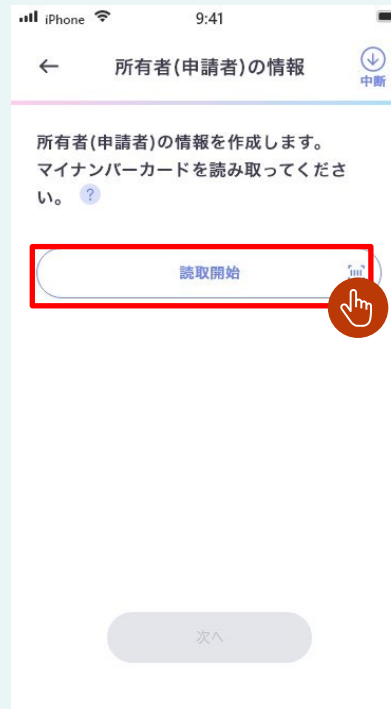 iPhone 9:41
所有者(申請者)の情報
中断
所有者(申請者)の情報を作成します。
マイナンバーカードを読み取ってくださ
い。 ?
読取開始
次へ